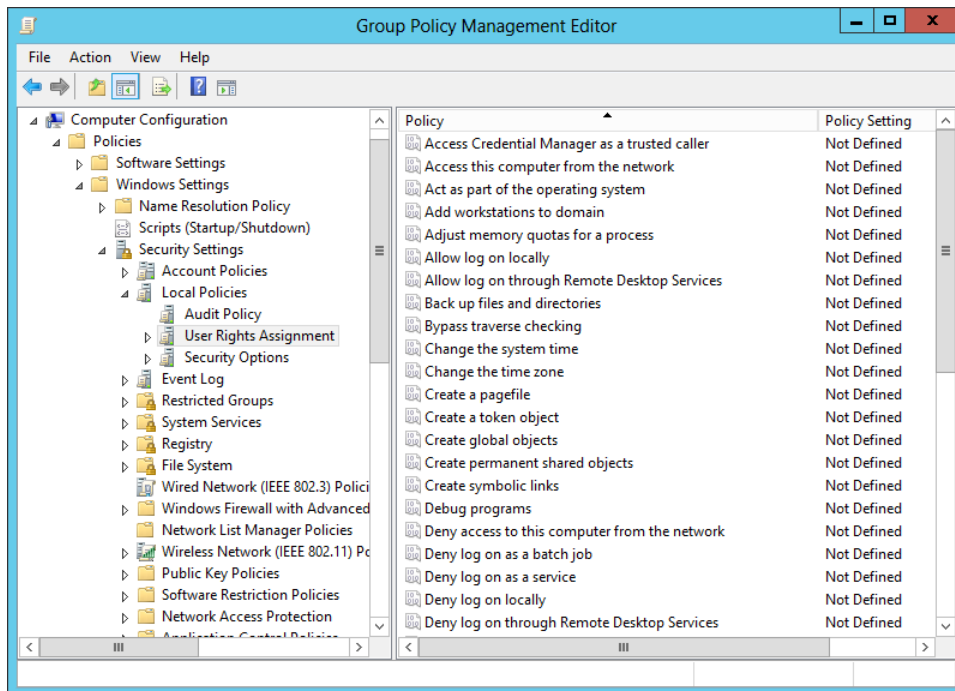 Group Policy Management Editor
File Action View Help
Computer Configuration
Policies
Software Settings
Windows Settings
Name Resolution Policy
Scripts (Startup/Shutdown)
Security Settings
Account Policies
Local Policies
Audit Policy
User Rights Assignment
Security Options
Event Log
Restricted Groups
System Services
Registry
File System
Wired Network (IEEE 802.3) Polici
Windows Firewall with Advanced
Network List Manager Policies
Wireless Network (IEEE 802.11) Po
Public Key Policies
Software Restriction Policies
Network Access Protection
Application Control Policies
Policy Policy Setting
Access Credential Manager as a trusted caller Not Defined
Access this computer from the network Not Defined
Act as part of the operating system Not Defined
Add workstations to domain Not Defined
Adjust memory quotas for a process Not Defined
Allow log on locally Not Defined
Allow log on through Remote Desktop Services Not Defined
Back up files and directories Not Defined
Bypass traverse checking Not Defined
Change the system time Not Defined
Change the time zone Not Defined
Create a pagefile Not Defined
Create a token object Not Defined
Create global objects Not Defined
Create permanent shared objects Not Defined
Create symbolic links Not Defined
Debug programs Not Defined
Deny access to this computer from the network Not Defined
Deny log on as a batch job Not Defined
Deny log on as a service Not Defined
Deny log on locally Not Defined
Deny log on through Remote Desktop Services Not Defined